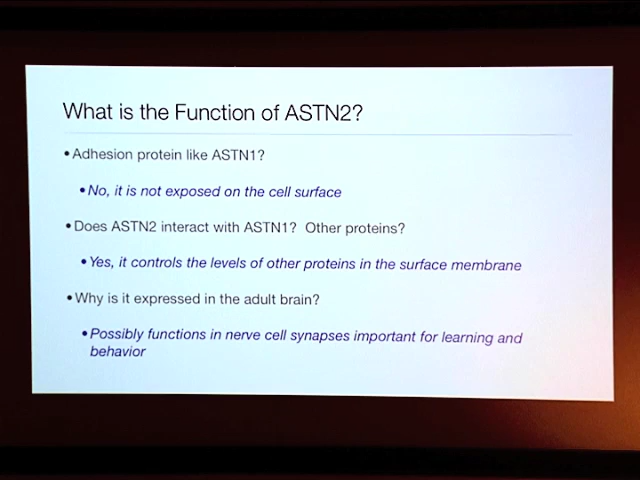 What is the Function of ASTN2?
• Adhesion protein like ASTN1?
• No, it is not exposed on the cell surface
• Does ASTN2 interact with ASTN1? Other proteins?
• Yes, it controls the levels of other proteins in the surface membrane
• Why is it expressed in the adult brain?
• Possibly functions in nerve cell synapses important for learning and
behavior